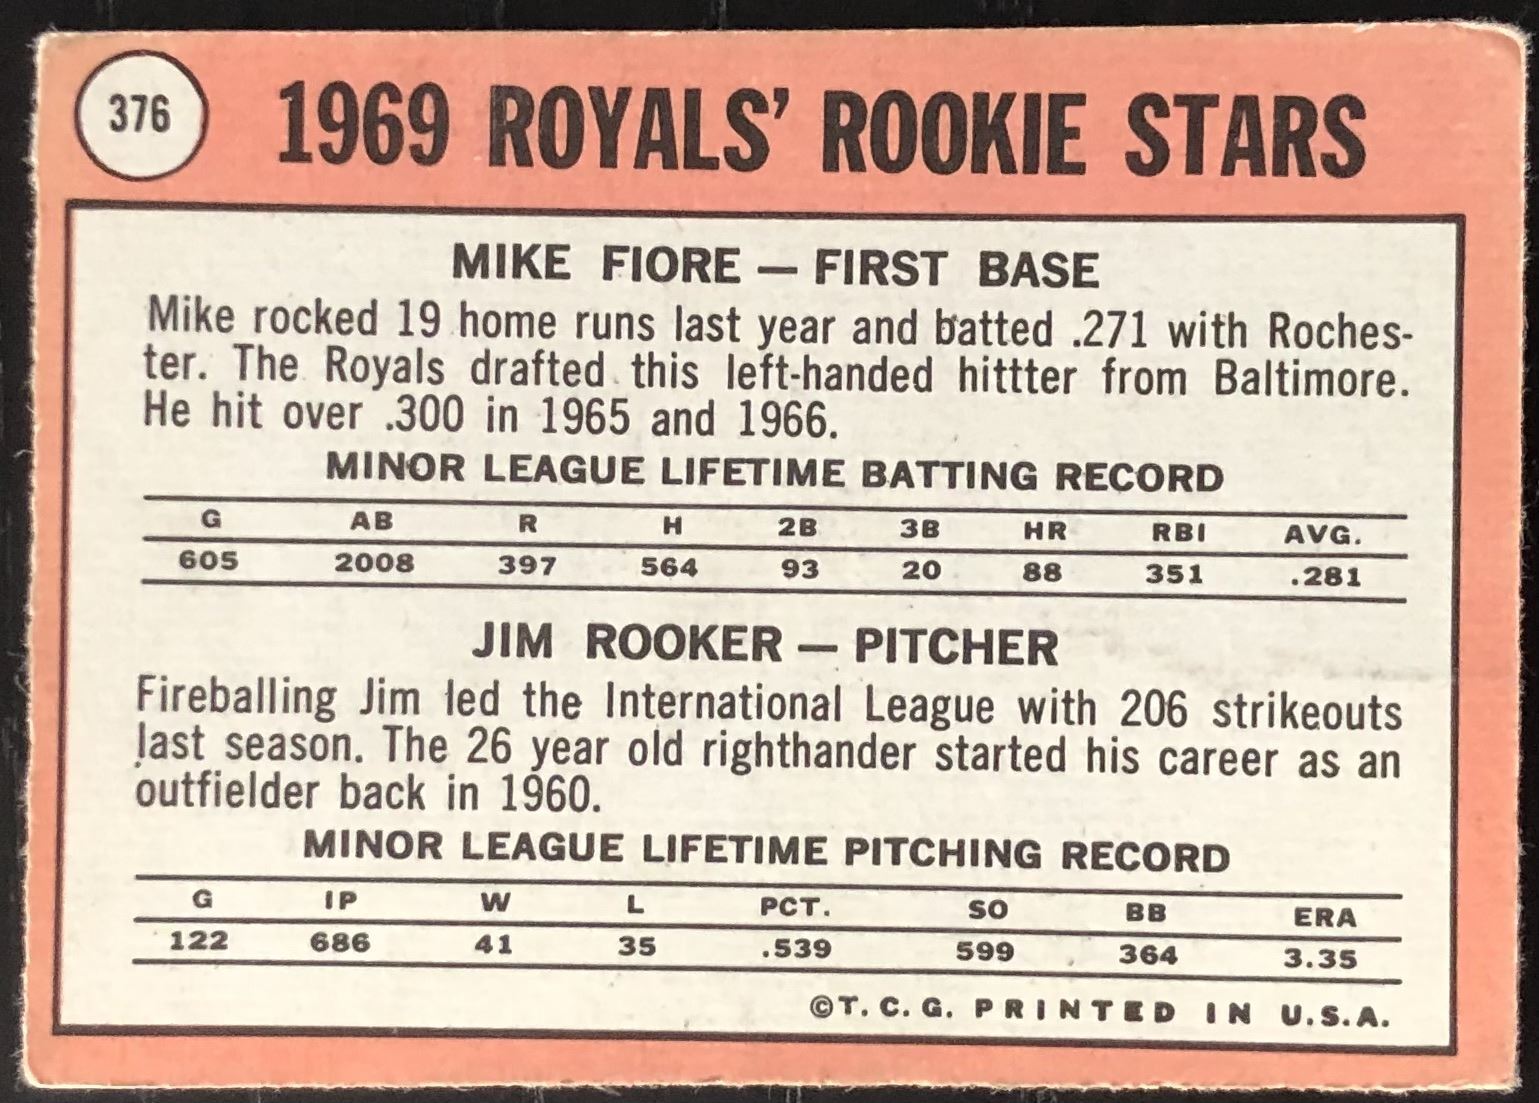 376
1969 ROYALS' ROOKIE STARS
MIKE FIORE — FIRST BASE
Mike rocked 19 home runs last year and batted .271 with Roches-
ter. The Royals drafted this left-handed hittter from Baltimore.
He hit over .300 in 1965 and 1966.
MINOR LEAGUE LIFETIME BATTING RECORD
G AB R H 2B 3B HR RBI AVG.
605 2008 397 564 93 20 88 351 .281
JIM ROOKER — PITCHER
Fireballing Jim led the International League with 206 strikeouts
last season. The 26 year old righthander started his career as an
outfielder back in 1960.
MINOR LEAGUE LIFETIME PITCHING RECORD
G IP W L PCT. SO BB ERA
122 686 41 35 .539 599 364 3.35
©T. C. G. PRINTED IN U.S.A.